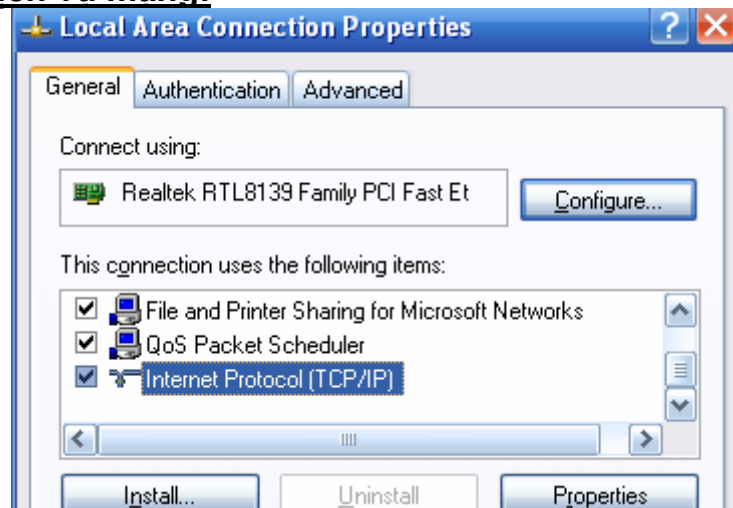 Local Area Connection Properties
General Authentication Advanced
Connect using:
Realtek RTL8139 Family PCI Fast Et Configure...
This connection uses the following items:
File and Printer Sharing for Microsoft Networks
QoS Packet Scheduler
Internet Protocol (TCP/IP)
Install... Uninstall Properties